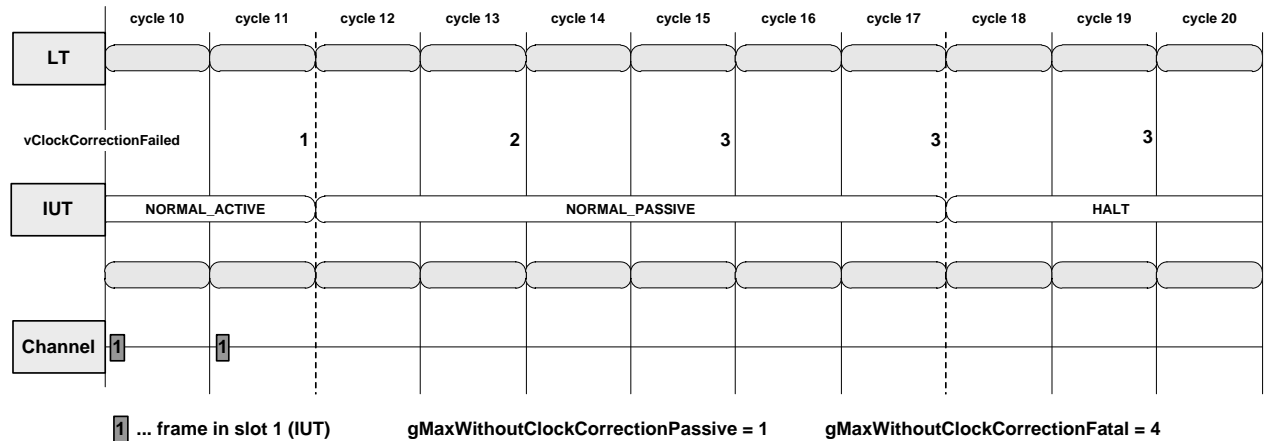 cycle 10 cycle 11 cycle 12 cycle 13 cycle 14 cycle 15 cycle 16 cycle 17 cycle 18 cycle 19 cycle 20
LT
vClockCorrectionFailed 1 2 3 3 3
IUT NORMAL_ACTIVE NORMAL_PASSIVE HALT
Channel 1 1
1 ... frame in slot 1 (IUT) gMaxWithoutClockCorrectionPassive = 1 gMaxWithoutClockCorrectionFatal = 4